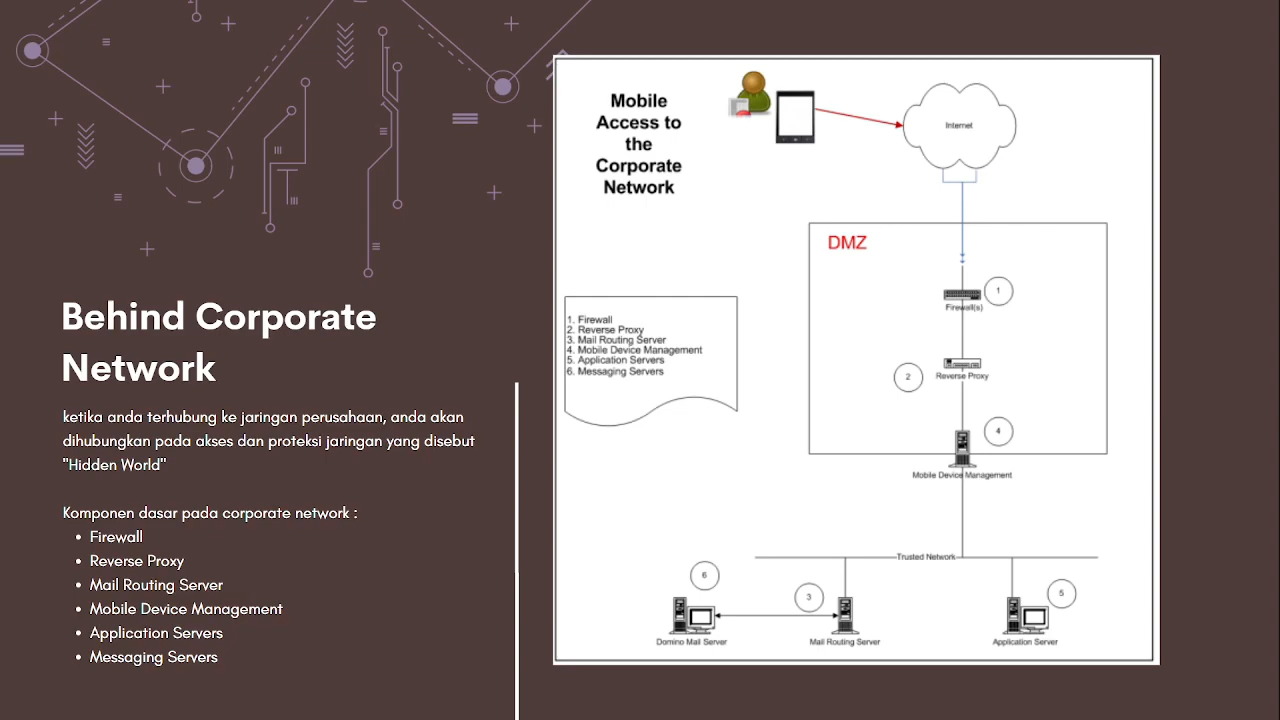 Behind Corporate
Network
ketika anda terhubung ke jaringan perusahaan, anda akan
dihubungkan pada akses dan proteksi jaringan yang disebut
"Hidden World"
Komponen dasar pada corporate network :
• Firewall
• Reverse Proxy
• Mail Routing Server
• Mobile Device Management
• Application Servers
• Messaging Servers
Mobile
Access to
the
Corporate
Network
Internet
DMZ
1
Firewall(s)
1. Firewall
2. Reverse Proxy
3. Mail Routing Server
4. Mobile Device Management
5. Application Servers
6. Messaging Servers
2
Reverse Proxy
4
Mobile Device Management
Trusted Network
6
3
5
Domino Mail Server
Mail Routing Server
Application Server